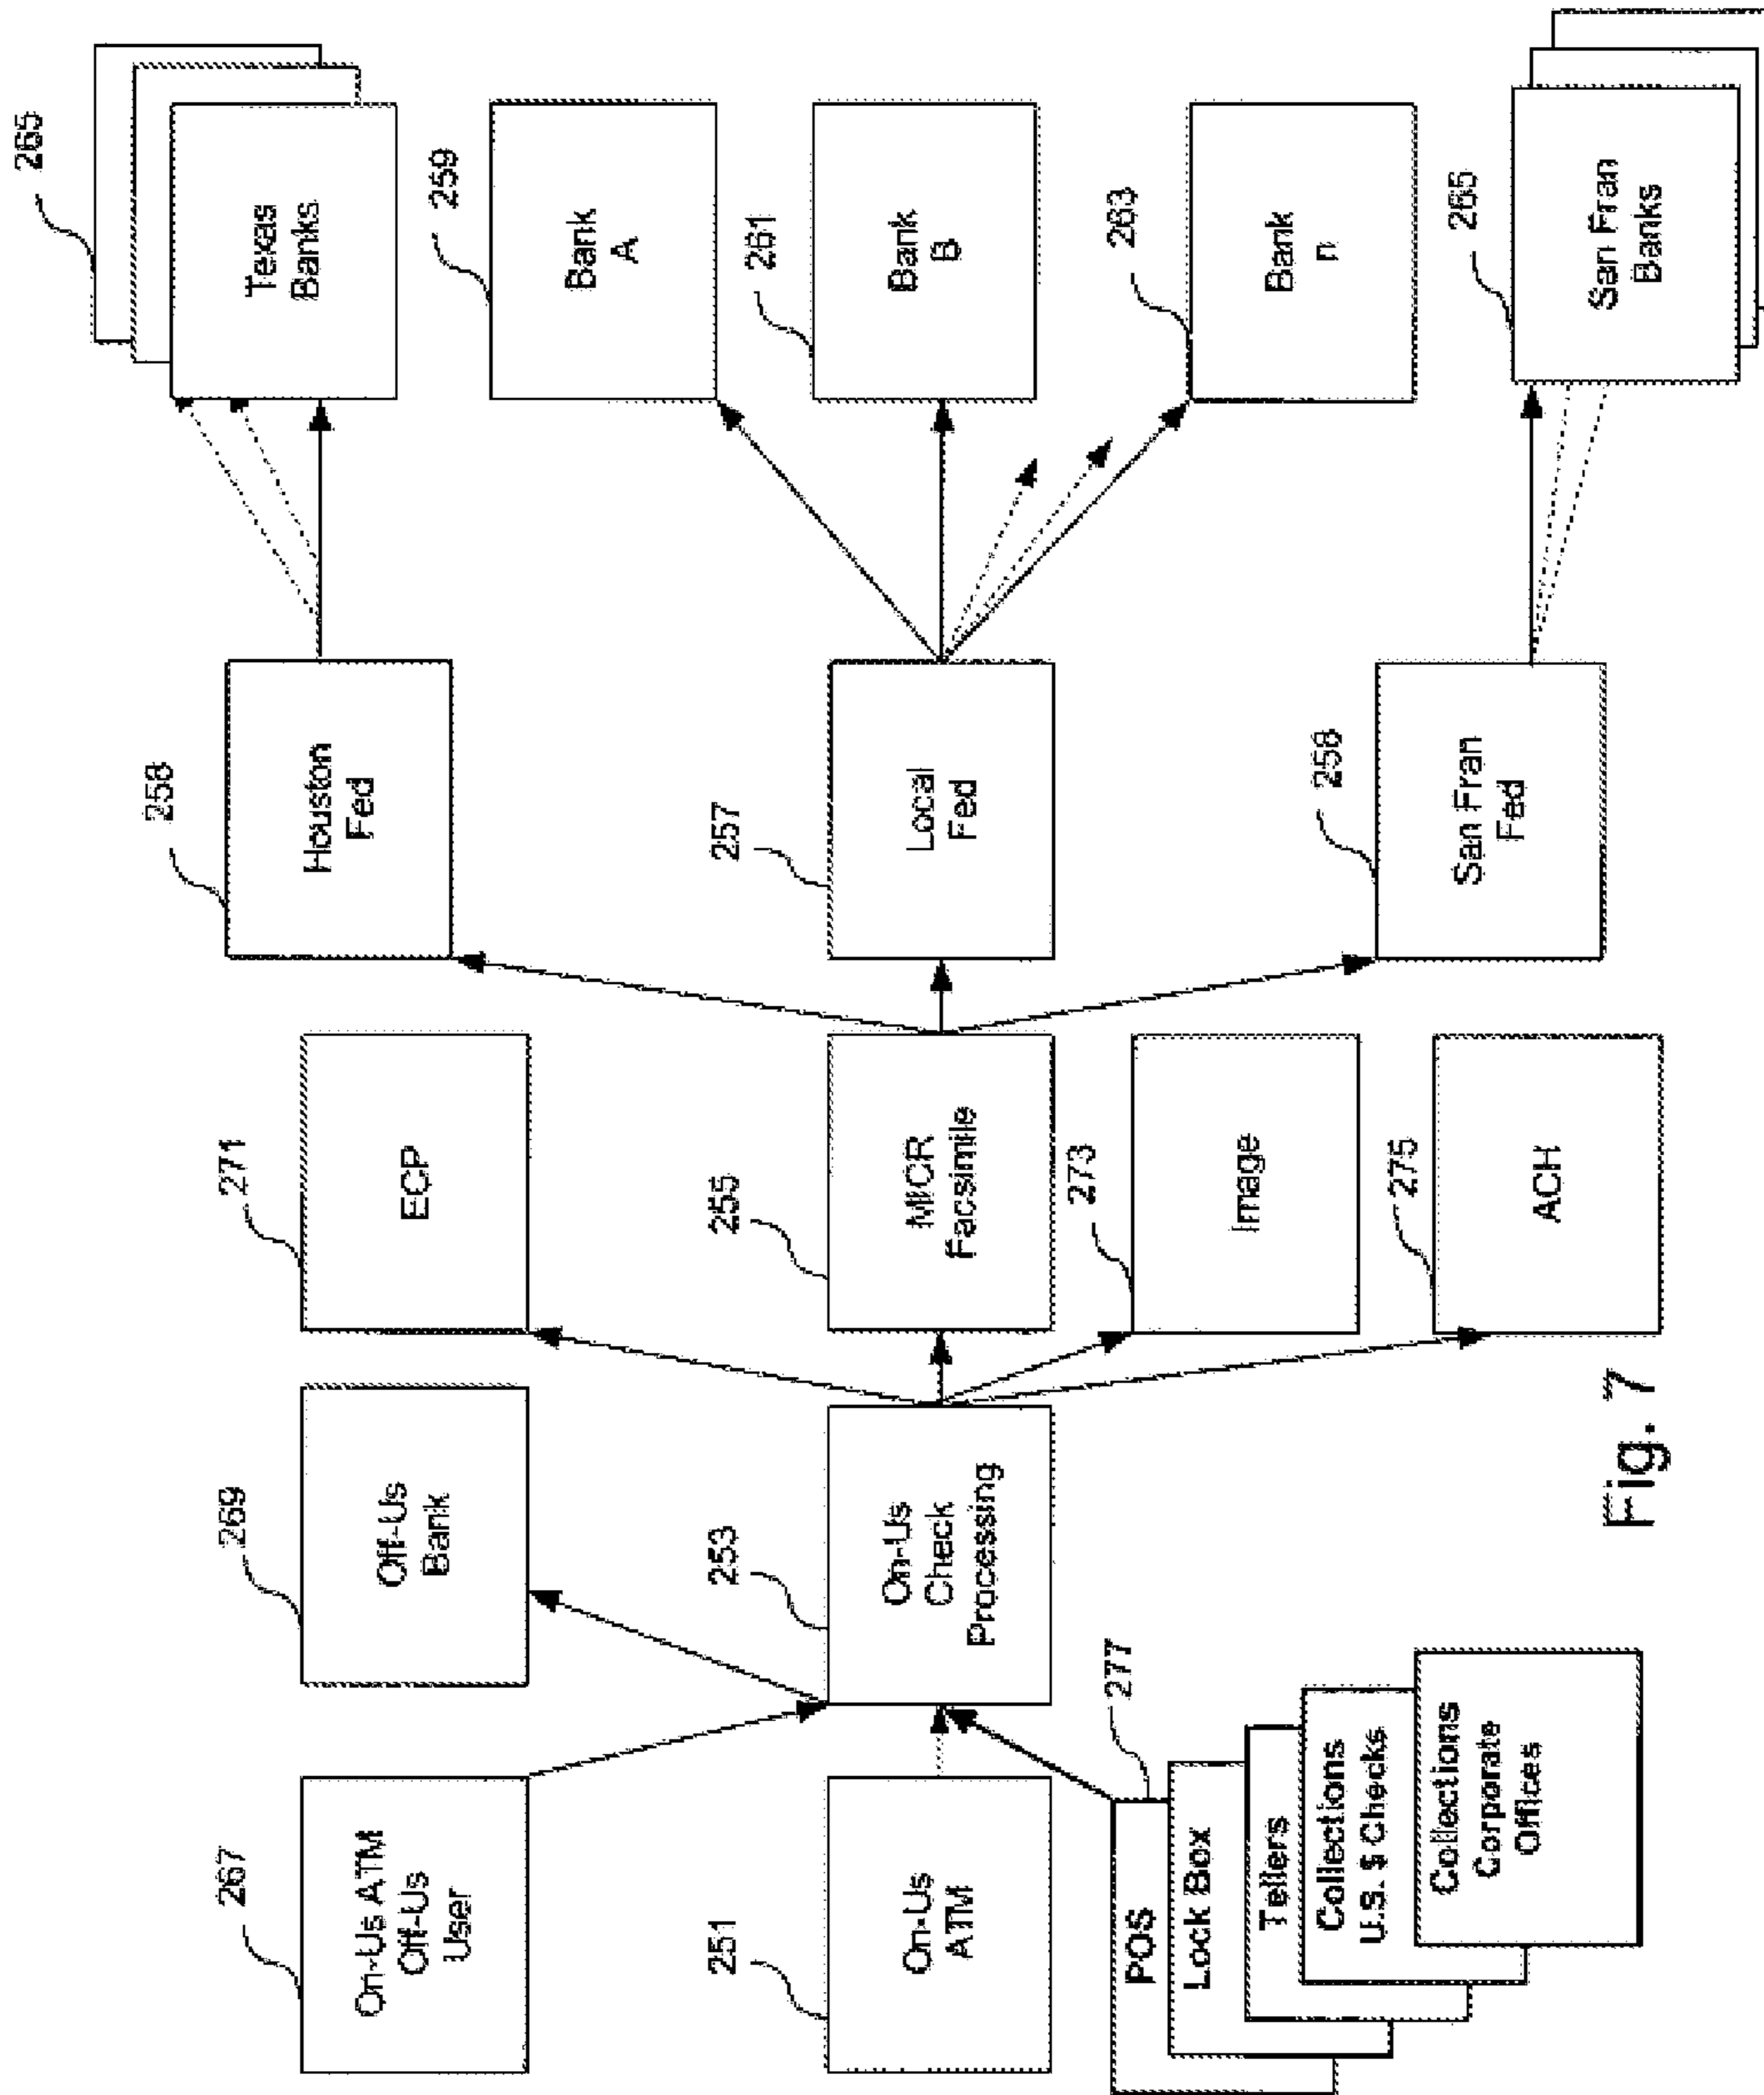 267
On-Us ATM
Off-Us
User
269
Off-Us
Bank
271
ECP
258
Houston
Fed
265
Texas
Banks
259
Bank
A
251
On-Us
ATM
253
On-Us
Check
Processing
255
MICR
Facsimile
257
Local
Fed
261
Bank
B
263
Bank
n
277
POS
Lock Box
Tellers
Collections
U.S. $ Checks
Collections
Corporate
Offices
273
Image
275
ACH
258
San Fran
Fed
265
San Fran
Banks
Fig. 7